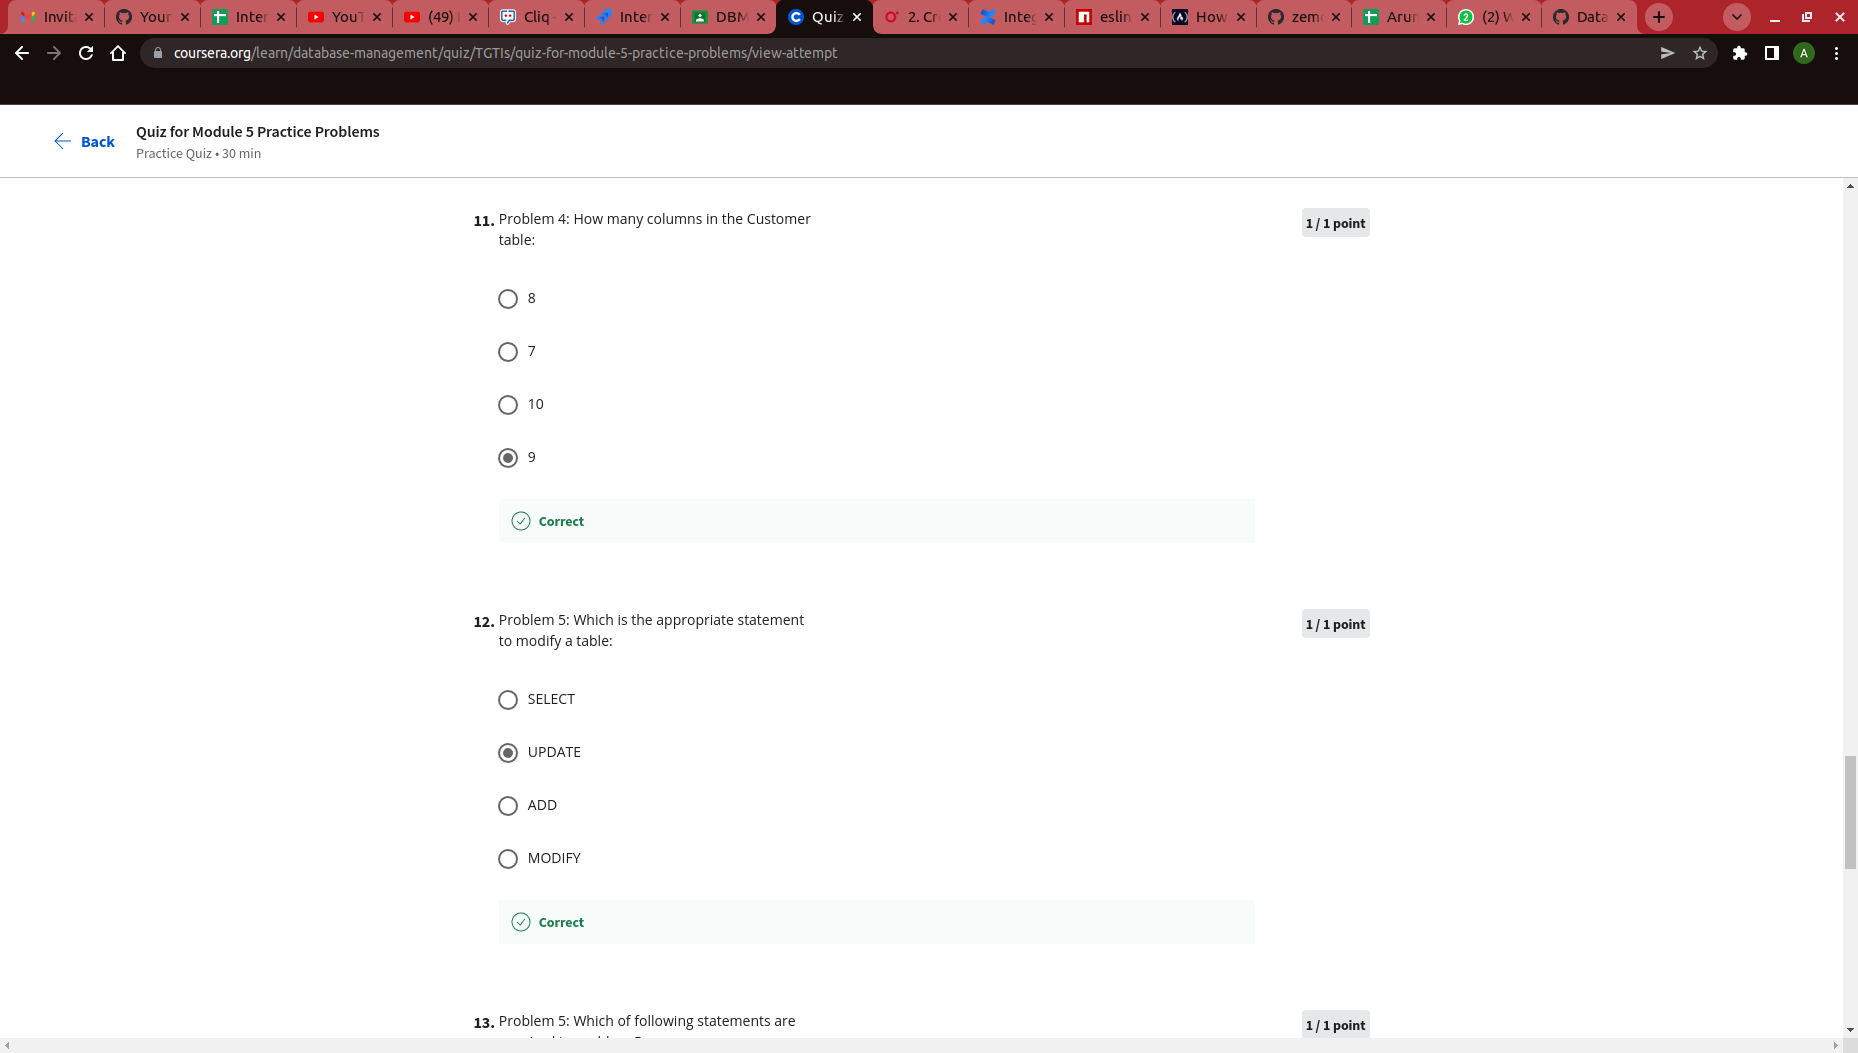 Invit
Your
Inter
YouT
(49)
Cliq
Inter
DBM
Quiz
2. Cr
Integ
eslin
How
zem
Arun
2
(2) W
Data
coursera.org/learn/database-management/quiz/TGTIs/quiz-for-module-5-practice-problems/view-attempt
A
Back
Quiz for Module 5 Practice Problems
Practice Quiz • 30 min
11. Problem 4: How many columns in the Customer
table:
1 / 1 point
8
7
10
9
Correct
12. Problem 5: Which is the appropriate statement
to modify a table:
1 / 1 point
SELECT
UPDATE
ADD
MODIFY
Correct
13. Problem 5: Which of following statements are
1 / 1 point